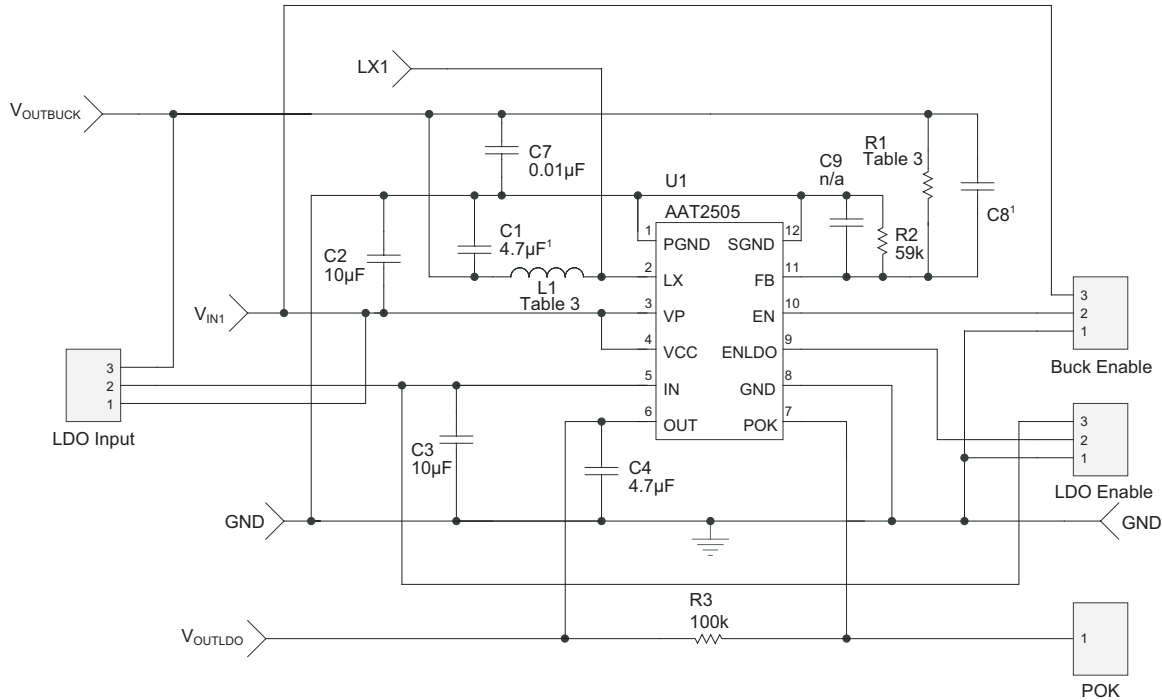 LX1
VOUTBUCK
C7
0.01µF
U1
AAT2505
C9
n/a
R1
Table 3
C8¹
R2
59k
C1
4.7µF¹
C2
10µF
L1
Table 3
VIN1
1 PGND
2 LX
3 VP
4 VCC
5 IN
6 OUT
SGND 12
FB 11
EN 10
ENLDO 9
GND 8
POK 7
3
2
1
Buck Enable
3
2
1
LDO Input
3
2
1
LDO Enable
C3
10µF
C4
4.7µF
GND
GND
R3
100k
VOUTLDO
1
POK